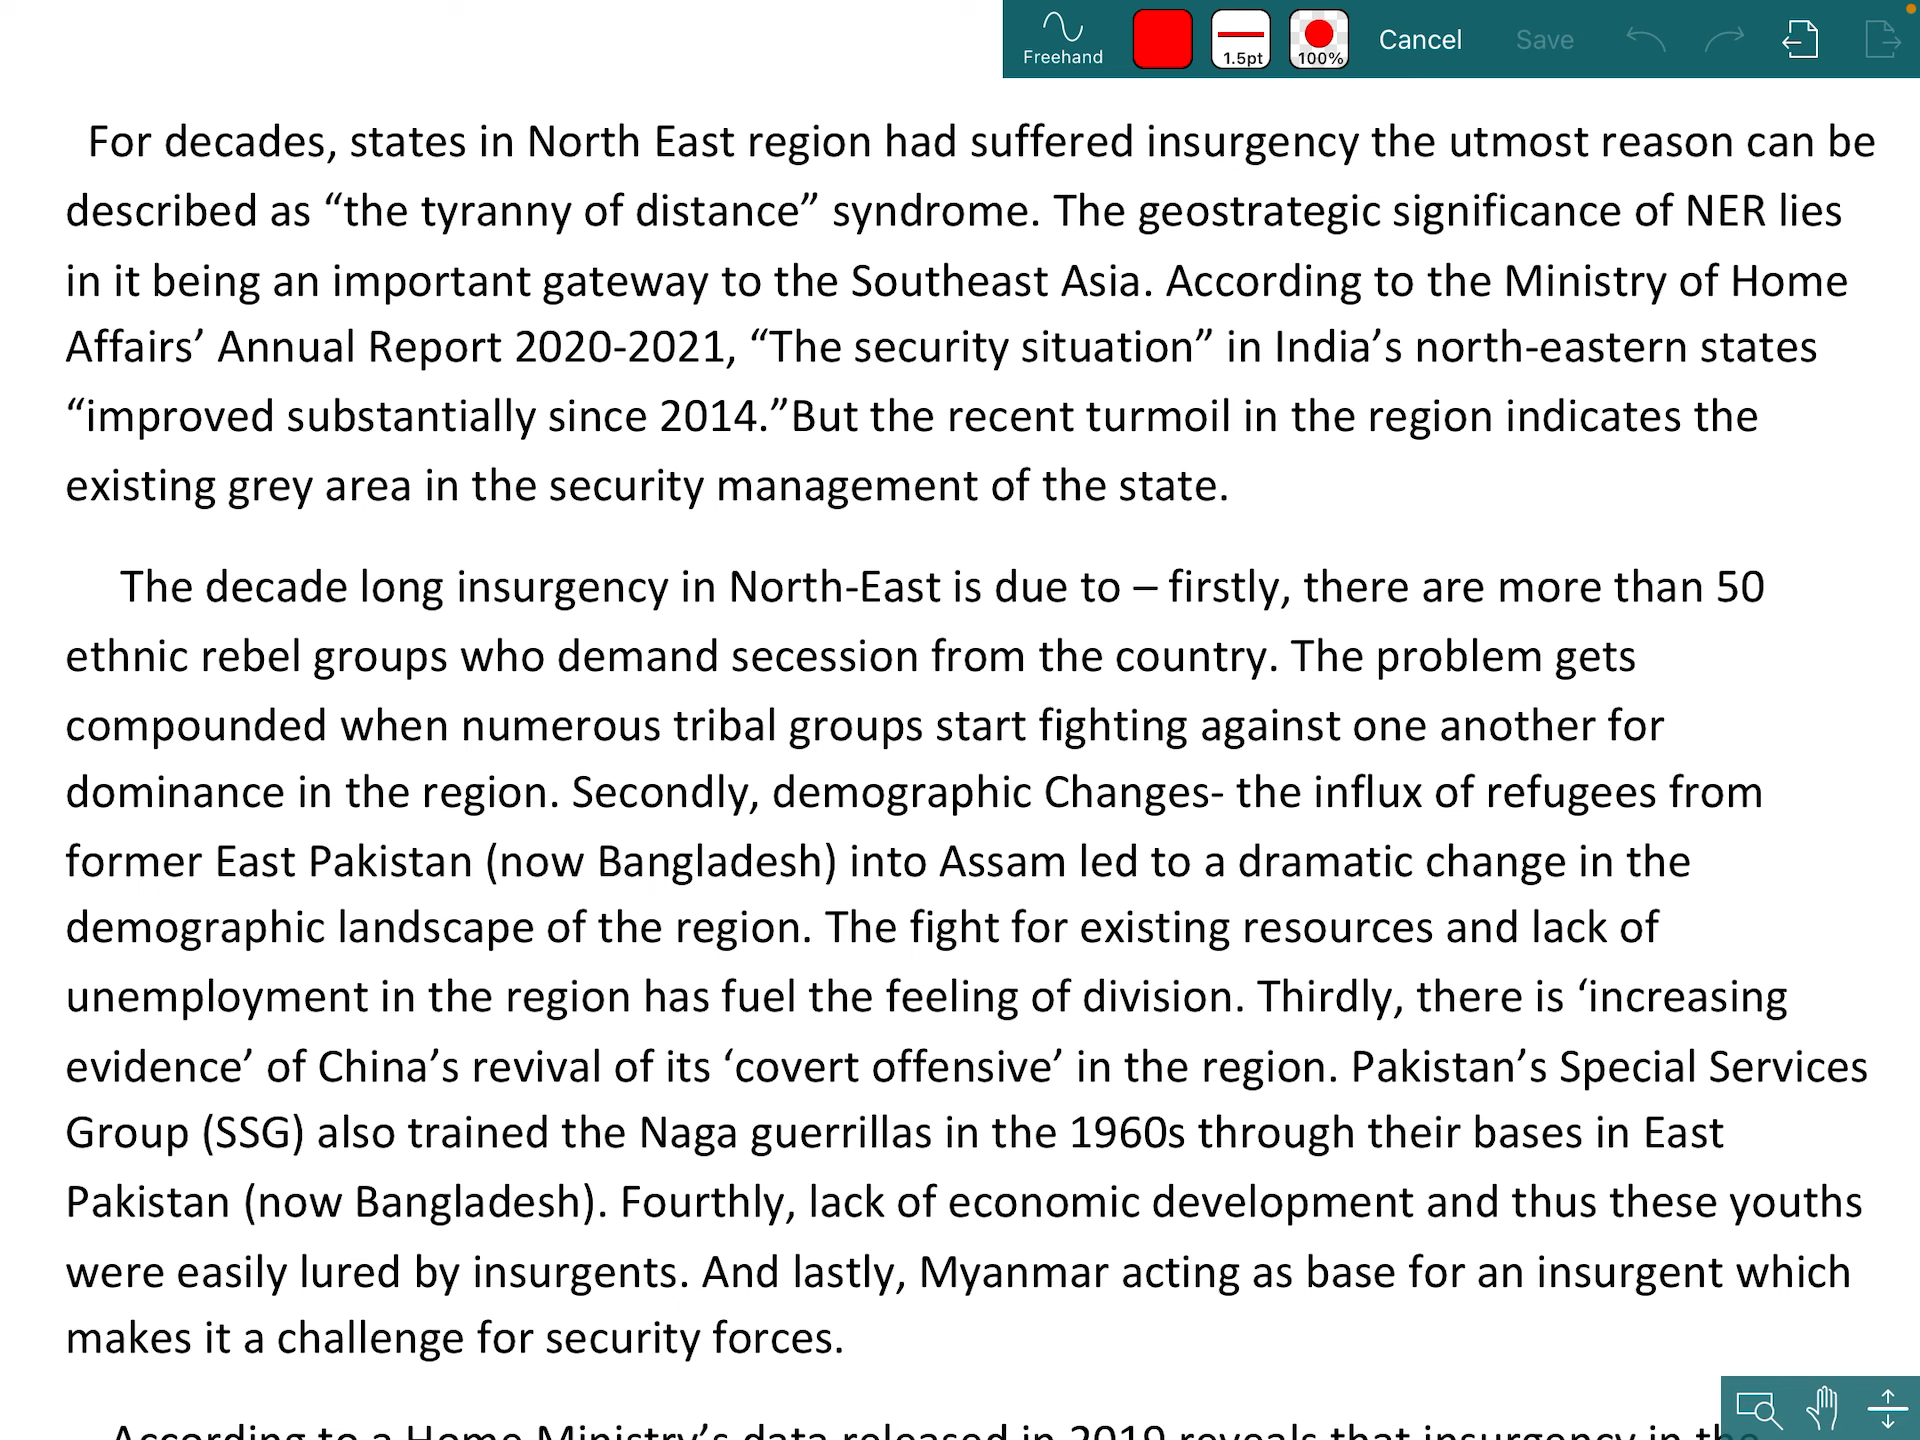 Freehand
1.5pt
100%
Cancel
Save
For decades, states in North East region had suffered insurgency the utmost reason can be
described as “the tyranny of distance” syndrome. The geostrategic significance of NER lies
in it being an important gateway to the Southeast Asia. According to the Ministry of Home
Affairs’ Annual Report 2020-2021, “The security situation” in India’s north-eastern states
“improved substantially since 2014.”But the recent turmoil in the region indicates the
existing grey area in the security management of the state.
The decade long insurgency in North-East is due to – firstly, there are more than 50
ethnic rebel groups who demand secession from the country. The problem gets
compounded when numerous tribal groups start fighting against one another for
dominance in the region. Secondly, demographic Changes- the influx of refugees from
former East Pakistan (now Bangladesh) into Assam led to a dramatic change in the
demographic landscape of the region. The fight for existing resources and lack of
unemployment in the region has fuel the feeling of division. Thirdly, there is ‘increasing
evidence’ of China’s revival of its ‘covert offensive’ in the region. Pakistan’s Special Services
Group (SSG) also trained the Naga guerrillas in the 1960s through their bases in East
Pakistan (now Bangladesh). Fourthly, lack of economic development and thus these youths
were easily lured by insurgents. And lastly, Myanmar acting as base for an insurgent which
makes it a challenge for security forces.
According to a Home Ministry’s data released in 2019 reveals that insurgency in the